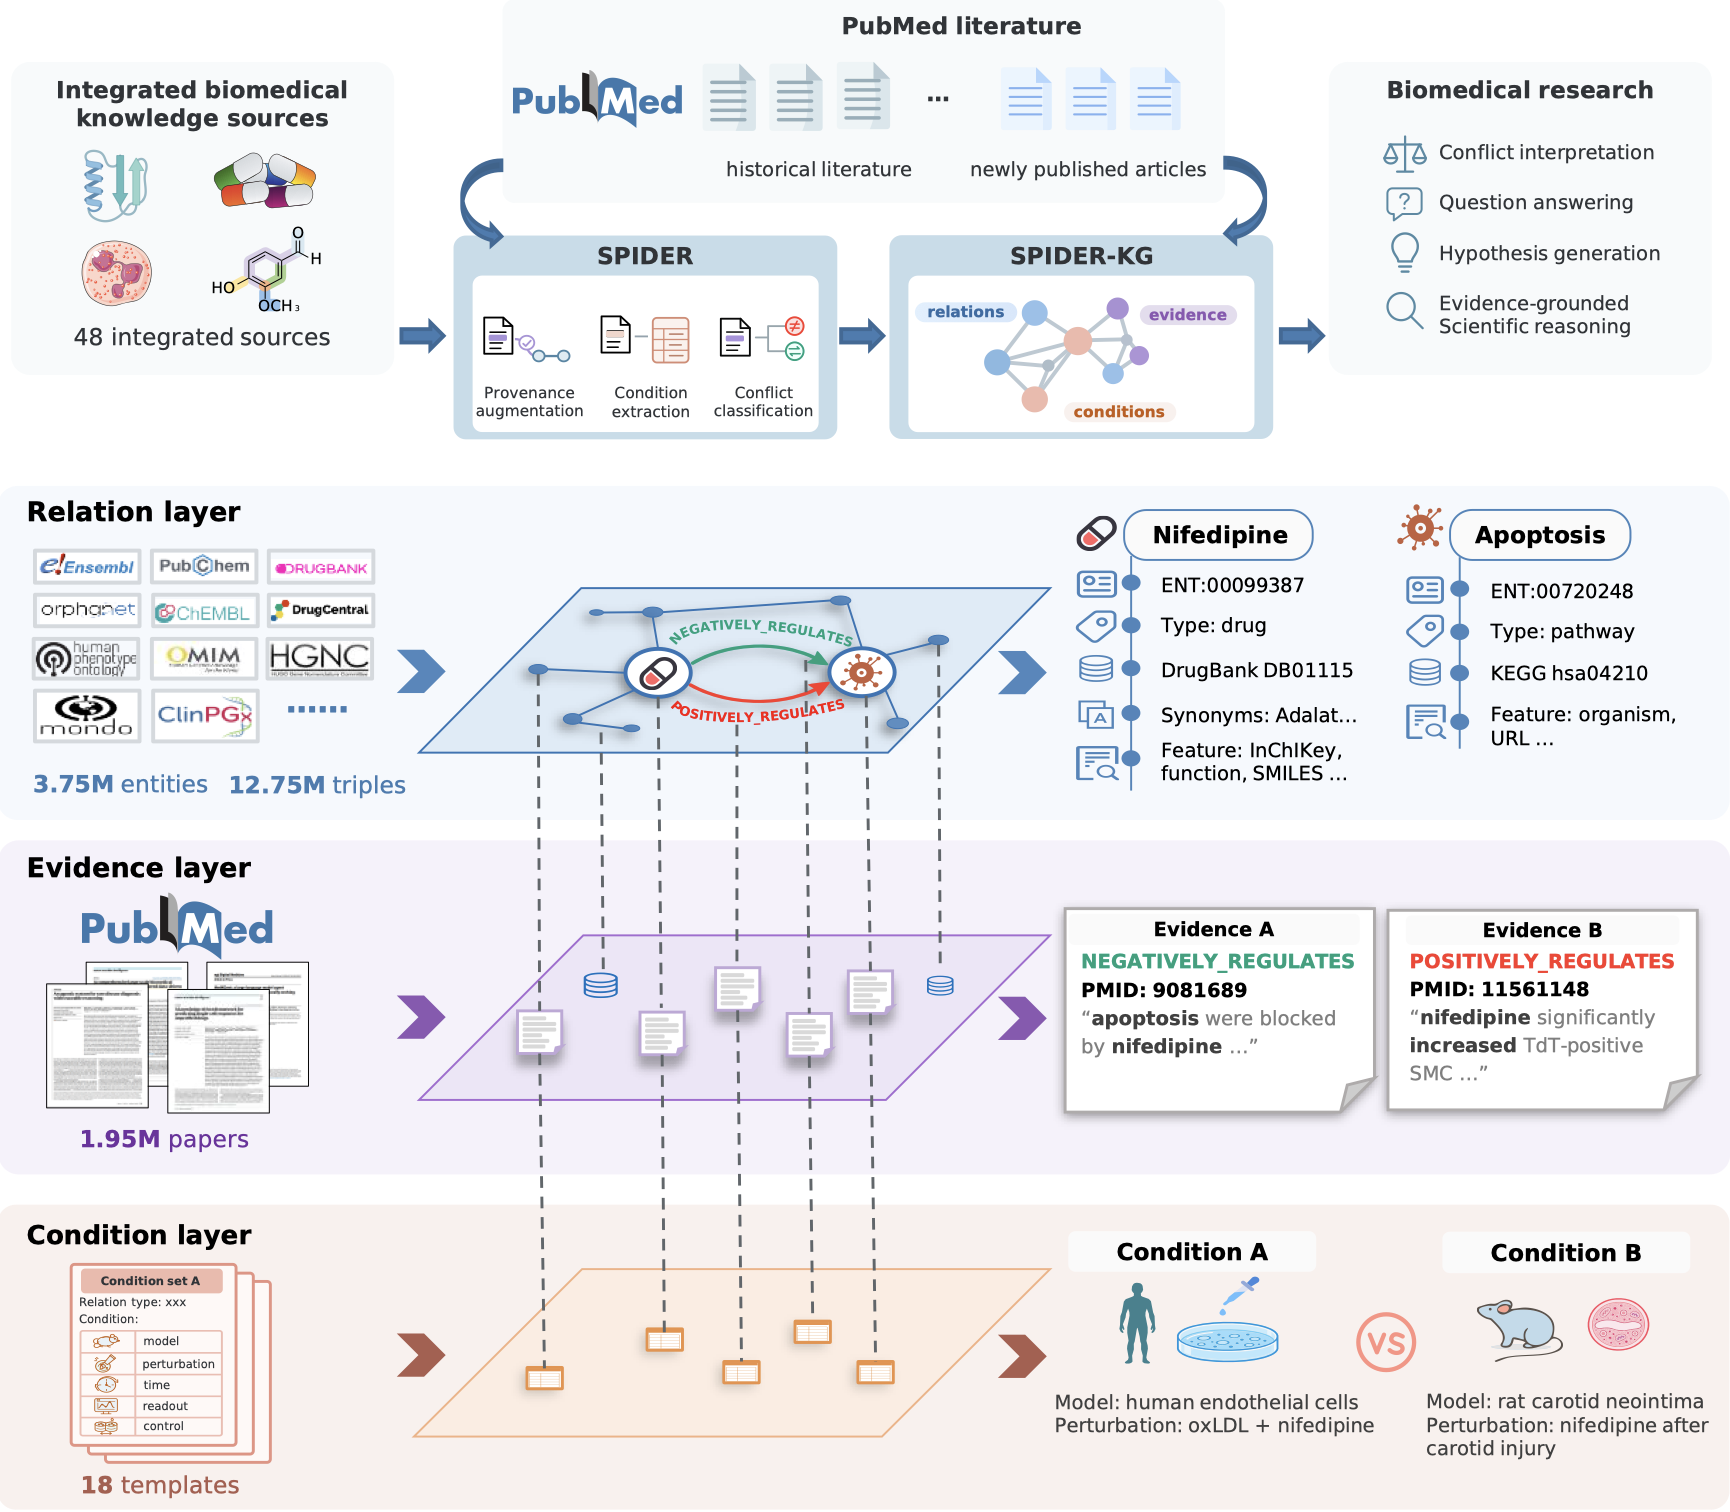 PubMed literature
PubMed
...
historical literature
newly published articles
Integrated biomedical
knowledge sources
O
H
HO
OCH₃
48 integrated sources
SPIDER
Provenance
augmentation
Condition
extraction
Conflict
classification
SPIDER-KG
relations
evidence
conditions
Biomedical research
Conflict interpretation
?
Question answering
Hypothesis generation
Evidence-grounded
Scientific reasoning
Relation layer
e!Ensembl
PubChem
DRUGBANK
orphanet
ChEMBL
DrugCentral
human
phenotype
ontology
OMIM
HGNC
HUGO Gene Nomenclature Committee
mondo
ClinPGx
......
3.75M entities
12.75M triples
NEGATIVELY_REGULATES
POSITIVELY_REGULATES
Nifedipine
ENT:00099387
Type: drug
DrugBank DB01115
A
Synonyms: Adalat...
Feature: InChIKey,
function, SMILES ...
Apoptosis
ENT:00720248
Type: pathway
KEGG hsa04210
Feature: organism,
URL ...
Evidence layer
PubMed
1.95M papers
Evidence A
NEGATIVELY_REGULATES
PMID: 9081689
“apoptosis were blocked
by nifedipine ...”
Evidence B
POSITIVELY_REGULATES
PMID: 11561148
“nifedipine significantly
increased TdT-positive
SMC ...”
Condition layer
Condition set A
Relation type: xxx
Condition:
model
perturbation
time
readout
control
18 templates
Condition A
Model: human endothelial cells
Perturbation: oxLDL + nifedipine
VS
Condition B
Model: rat carotid neointima
Perturbation: nifedipine after
carotid injury